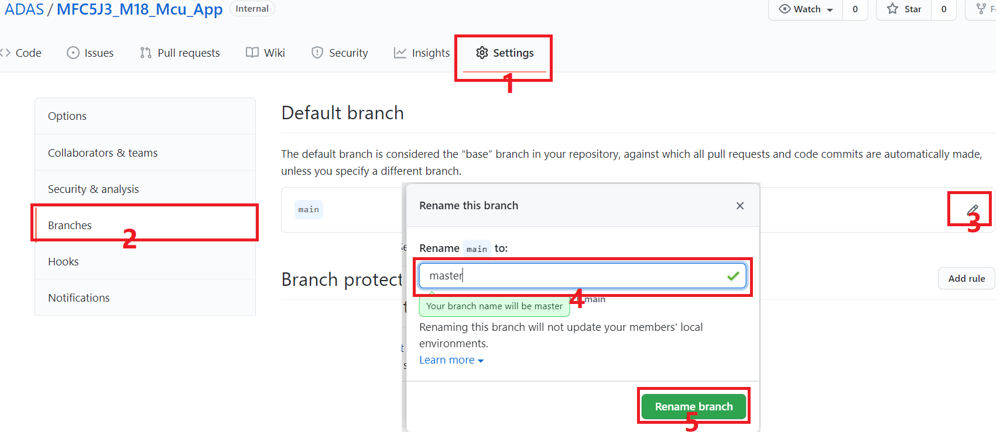 ADAS / MFC5J3_M18_Mcu_App Internal
Watch 0 Star 0
Code Issues Pull requests Wiki Security Insights Settings
1
Options
Collaborators & teams
Security & analysis
Branches
2
Hooks
Notifications
Default branch
The default branch is considered the “base” branch in your repository, against which all pull requests and code commits are automatically made,
unless you specify a different branch.
main
3
Rename this branch
Rename main to:
master
4
main
Your branch name will be master
Renaming this branch will not update your members' local
environments.
Learn more
Rename branch
5
Branch protect
Add rule